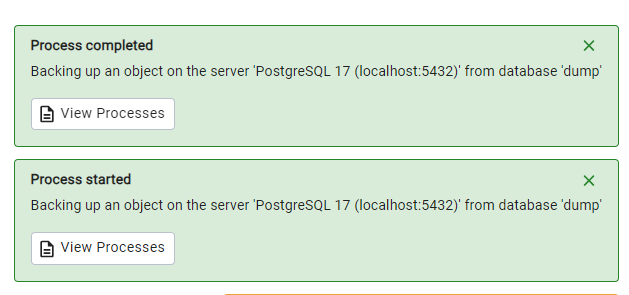 Process completed
Backing up an object on the server 'PostgreSQL 17 (localhost:5432)' from database 'dump'
View Processes
Process started
Backing up an object on the server 'PostgreSQL 17 (localhost:5432)' from database 'dump'
View Processes